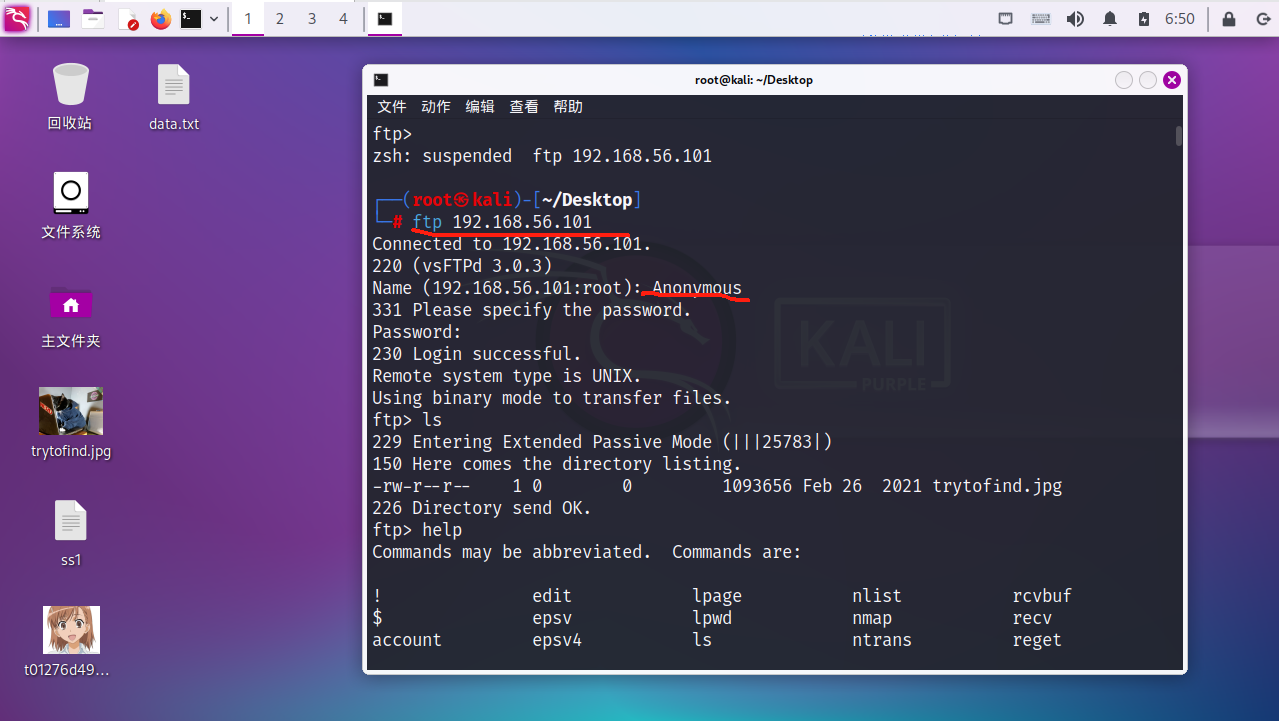 1 2 3 4 6:50
回收站
data.txt
文件系统
主文件夹
trytofind.jpg
ss1
t01276d49...
root@kali: ~/Desktop
文件 动作 编辑 查看 帮助
ftp>
zsh: suspended  ftp 192.168.56.101
┌──(root㉿kali)-[~/Desktop]
└─# ftp 192.168.56.101
Connected to 192.168.56.101.
220 (vsFTPd 3.0.3)
Name (192.168.56.101:root): Anonymous
331 Please specify the password.
Password:
230 Login successful.
Remote system type is UNIX.
Using binary mode to transfer files.
ftp> ls
229 Entering Extended Passive Mode (|||25783|)
150 Here comes the directory listing.
-rw-r--r--    1 0        0         1093656 Feb 26  2021 trytofind.jpg
226 Directory send OK.
ftp> help
Commands may be abbreviated.  Commands are:
!               edit            lpage           nlist           rcvbuf
$               epsv            lpwd            nmap            recv
account         epsv4           ls              ntrans          reget
KALI
PURPLE